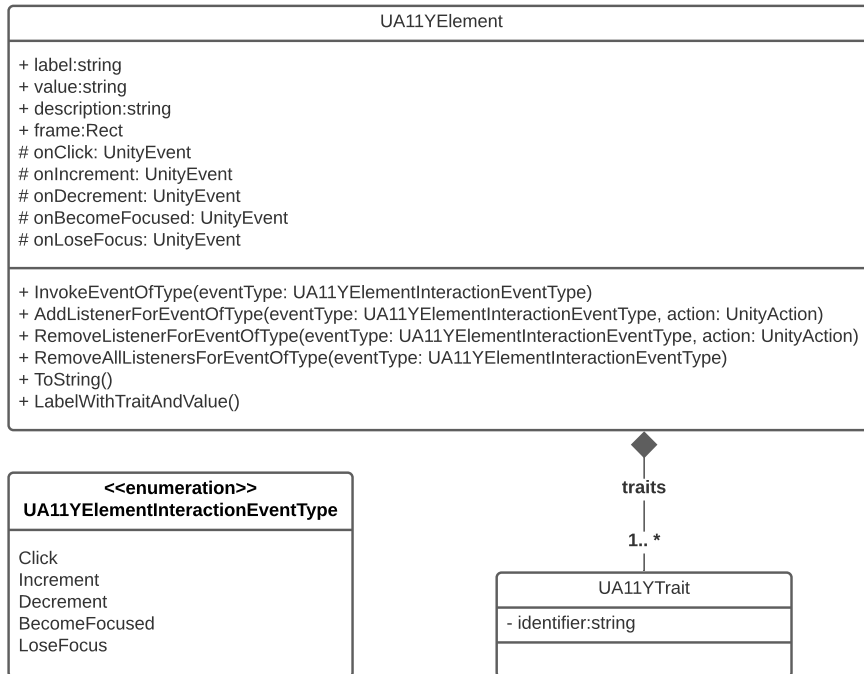 UA11YElement
+ label:string
+ value:string
+ description:string
+ frame:Rect
# onClick: UnityEvent
# onIncrement: UnityEvent
# onDecrement: UnityEvent
# onBecomeFocused: UnityEvent
# onLoseFocus: UnityEvent
+ InvokeEventOfType(eventType: UA11YElementInteractionEventType)
+ AddListenerForEventOfType(eventType: UA11YElementInteractionEventType, action: UnityAction)
+ RemoveListenerForEventOfType(eventType: UA11YElementInteractionEventType, action: UnityAction)
+ RemoveAllListenersForEventOfType(eventType: UA11YElementInteractionEventType)
+ ToString()
+ LabelWithTraitAndValue()
<<enumeration>>
UA11YElementInteractionEventType
Click
Increment
Decrement
BecomeFocused
LoseFocus
traits
1.. *
UA11YTrait
- identifier:string